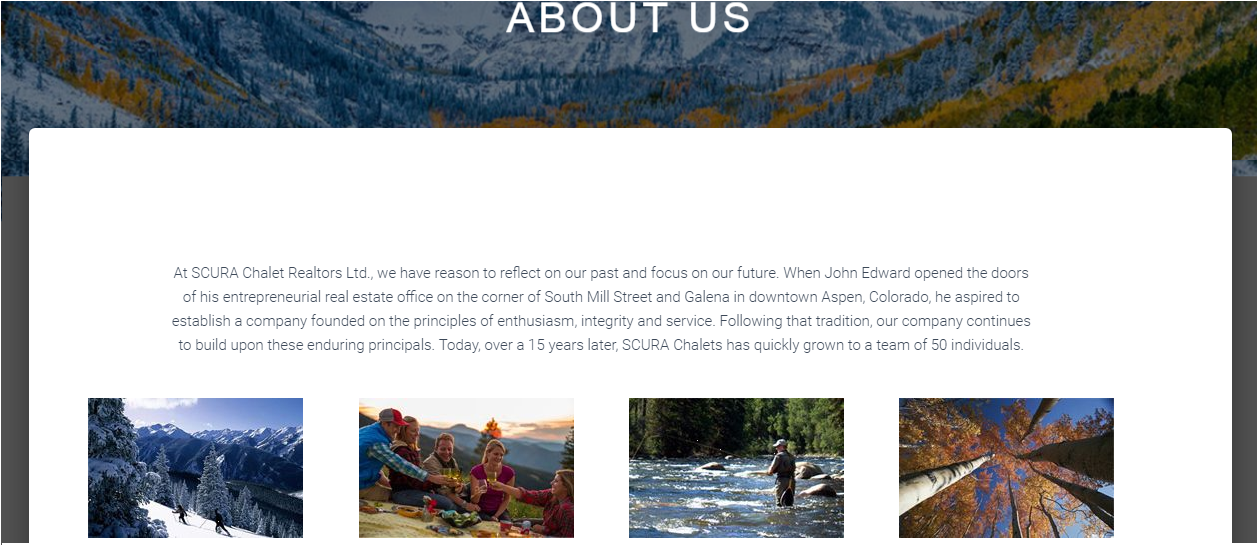 ABOUT US
At SCURA Chalet Realtors Ltd., we have reason to reflect on our past and focus on our future. When John Edward opened the doors
of his entrepreneurial real estate office on the corner of South Mill Street and Galena in downtown Aspen, Colorado, he aspired to
establish a company founded on the principles of enthusiasm, integrity and service. Following that tradition, our company continues
to build upon these enduring principals. Today, over a 15 years later, SCURA Chalets has quickly grown to a team of 50 individuals.